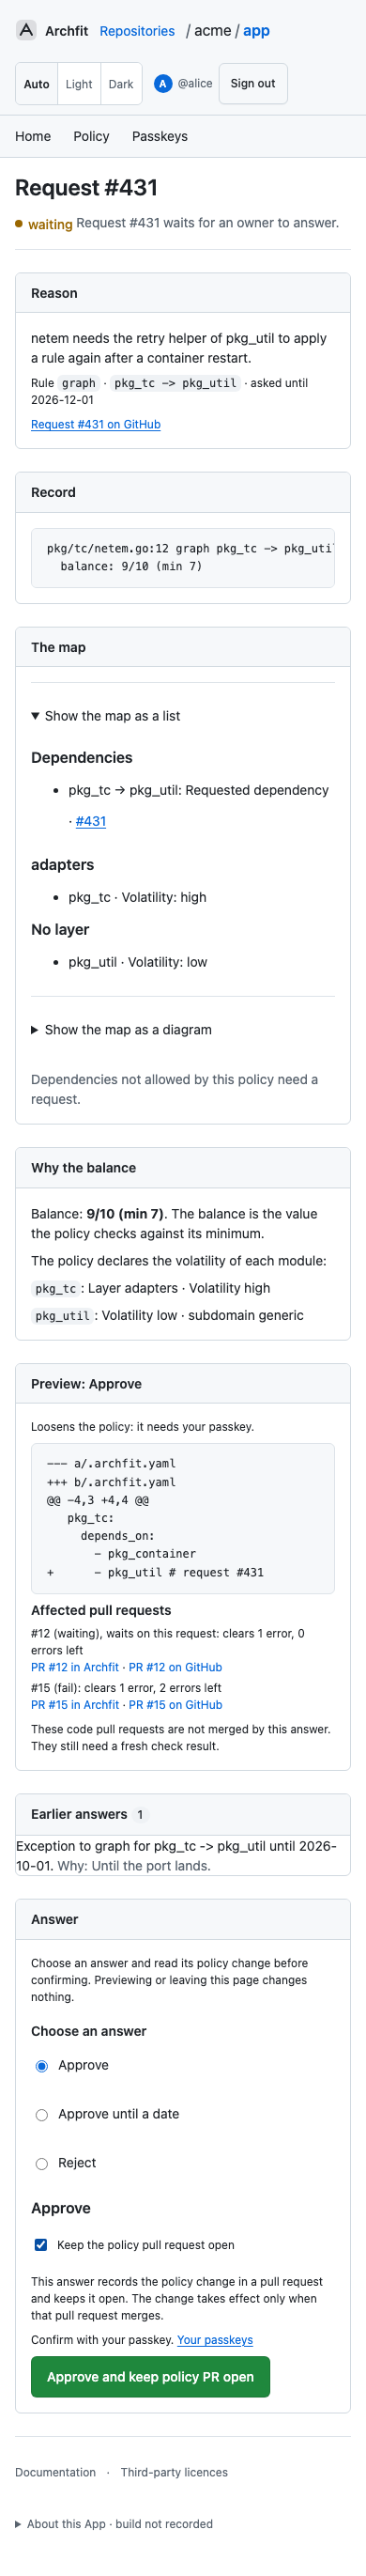 Archfit Repositories / acme / app
Auto Light Dark A @alice Sign out
Home Policy Passkeys
Request #431
waiting Request #431 waits for an owner to answer.
Reason
netem needs the retry helper of pkg_util to apply
a rule again after a container restart.
Rule graph · pkg_tc -> pkg_util · asked until
2026-12-01
Request #431 on GitHub
Record
pkg/tc/netem.go:12 graph pkg_tc -> pkg_util
balance: 9/10 (min 7)
The map
▼ Show the map as a list
Dependencies
• pkg_tc → pkg_util: Requested dependency
· #431
adapters
• pkg_tc · Volatility: high
No layer
• pkg_util · Volatility: low
▶ Show the map as a diagram
Dependencies not allowed by this policy need a
request.
Why the balance
Balance: 9/10 (min 7). The balance is the value
the policy checks against its minimum.
The policy declares the volatility of each module:
pkg_tc: Layer adapters · Volatility high
pkg_util: Volatility low · subdomain generic
Preview: Approve
Loosens the policy: it needs your passkey.
--- a/.archfit.yaml
+++ b/.archfit.yaml
@@ -4,3 +4,4 @@
pkg_tc:
depends_on:
- pkg_container
+ - pkg_util # request #431
Affected pull requests
#12 (waiting), waits on this request: clears 1 error, 0
errors left
PR #12 in Archfit · PR #12 on GitHub
#15 (fail): clears 1 error, 2 errors left
PR #15 in Archfit · PR #15 on GitHub
These code pull requests are not merged by this answer.
They still need a fresh check result.
Earlier answers 1
Exception to graph for pkg_tc -> pkg_util until 2026-
10-01. Why: Until the port lands.
Answer
Choose an answer and read its policy change before
confirming. Previewing or leaving this page changes
nothing.
Choose an answer
Approve
Approve until a date
Reject
Approve
Keep the policy pull request open
This answer records the policy change in a pull request
and keeps it open. The change takes effect only when
that pull request merges.
Confirm with your passkey. Your passkeys
Approve and keep policy PR open
Documentation · Third-party licences
▶ About this App · build not recorded